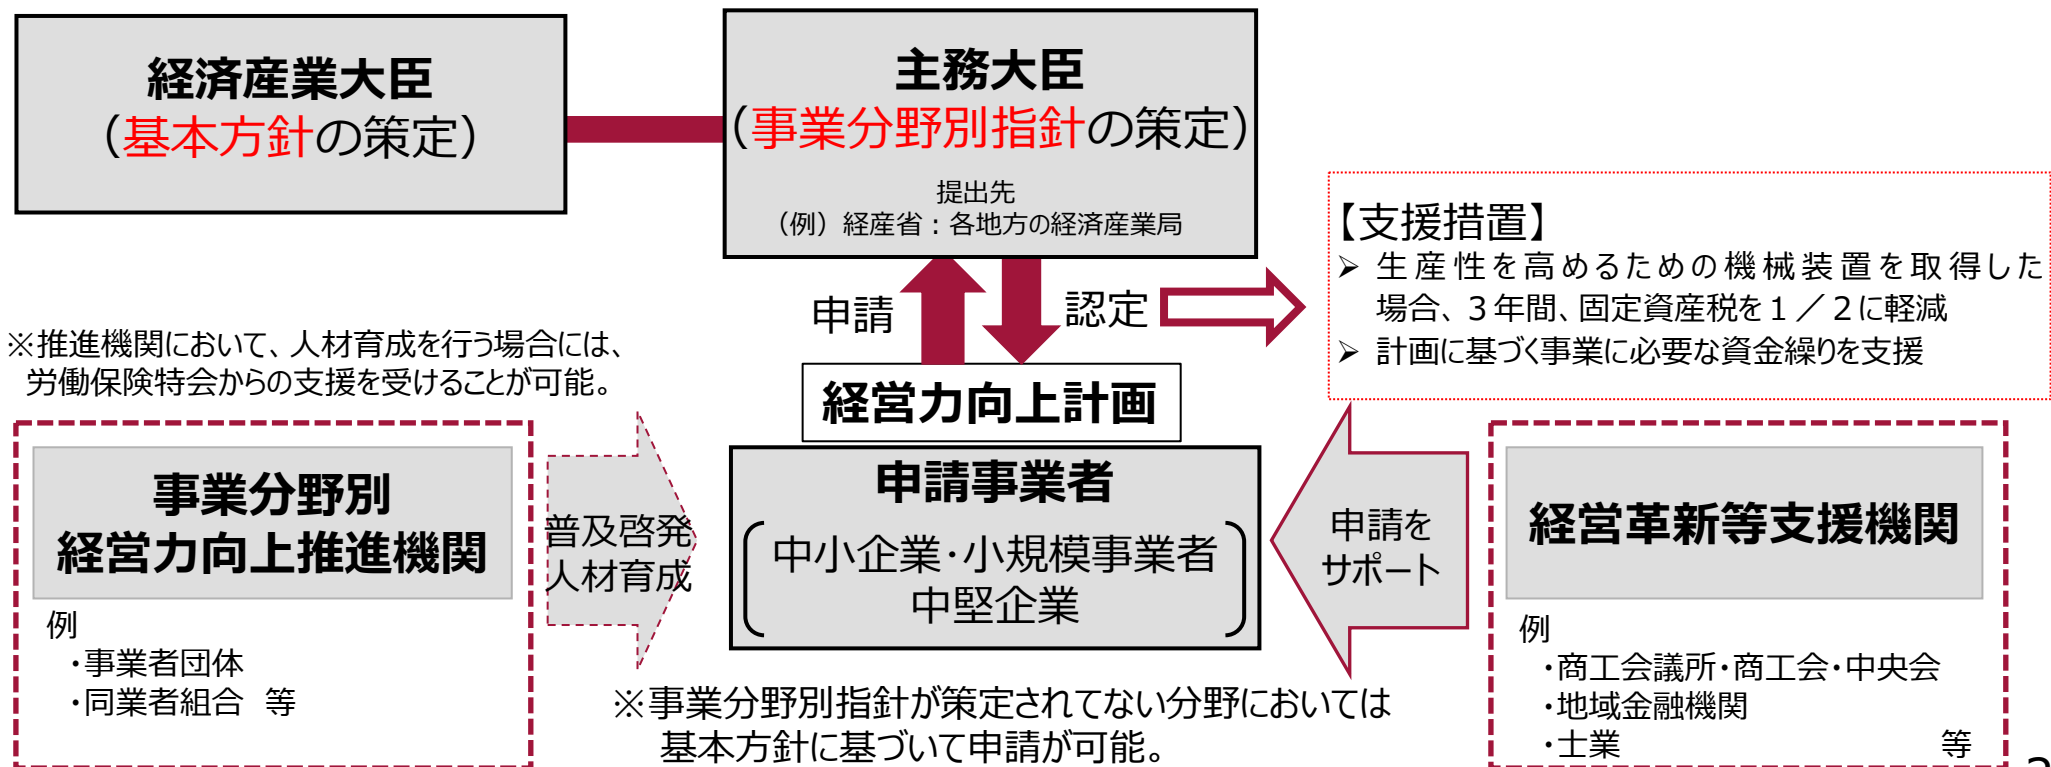 経済産業大臣
（基本方針の策定）
主務大臣
（事業分野別指針の策定）
提出先
（例）経産省：各地方の経済産業局
申請
認定
【支援措置】
➢ 生産性を高めるための機械装置を取得した
場合、３年間、固定資産税を１／２に軽減
➢ 計画に基づく事業に必要な資金繰りを支援
※推進機関において、人材育成を行う場合には、
労働保険特会からの支援を受けることが可能。
経営力向上計画
事業分野別
経営力向上推進機関
例
・事業者団体
・同業者組合 等
普及啓発
人材育成
申請事業者
中小企業・小規模事業者
中堅企業
申請を
サポート
経営革新等支援機関
例
・商工会議所・商工会・中央会
・地域金融機関
・士業 等
※事業分野別指針が策定されてない分野においては
基本方針に基づいて申請が可能。